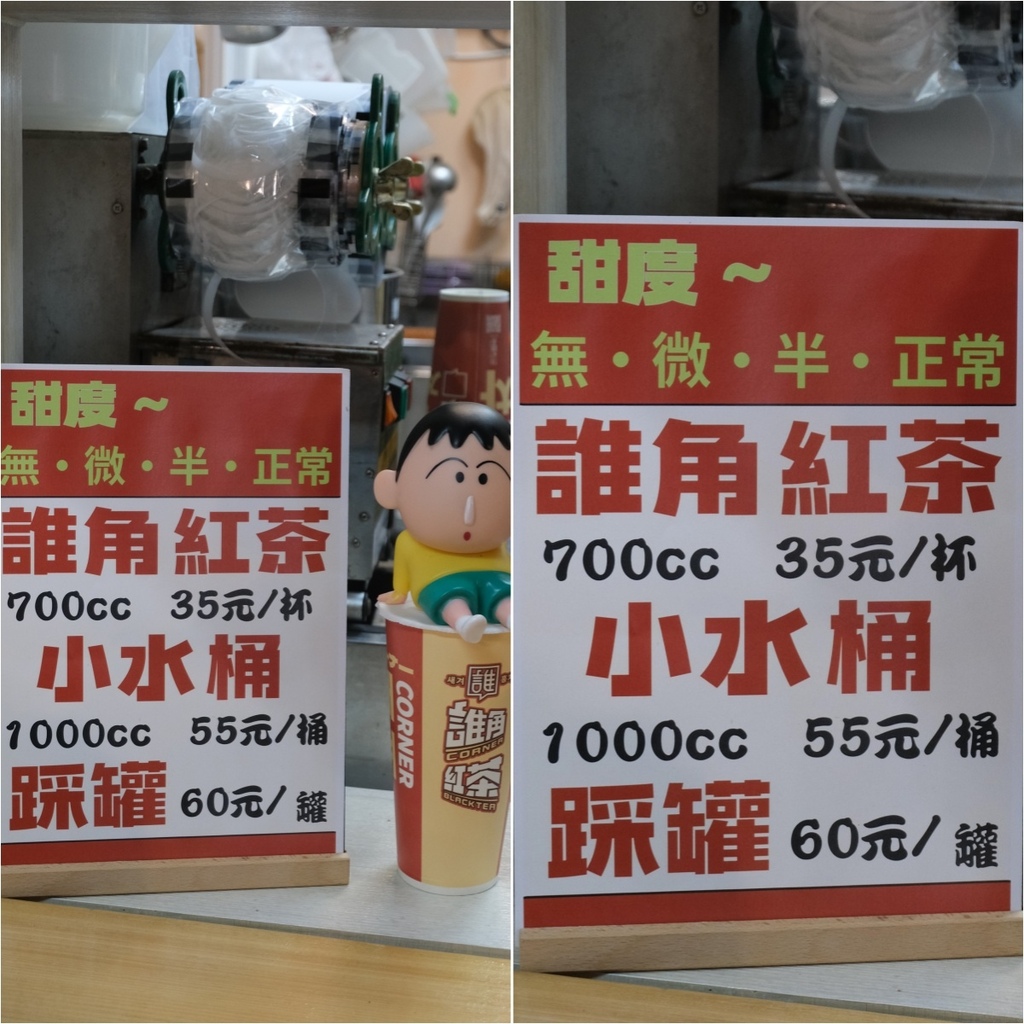 甜度~
無·微·半·正常
誰角紅茶
700cc 35元/杯
小水桶
1000cc 55元/桶
踩罐 60元/罐
I CORNER
誰
誰角
CORNER
紅茶
BLACKTEA
甜度~
無·微·半·正常
誰角紅茶
700cc 35元/杯
小水桶
1000cc 55元/桶
踩罐 60元/罐